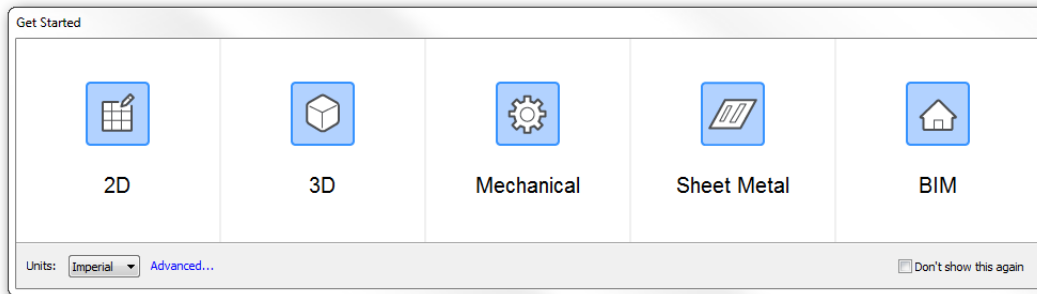 Get Started
2D
3D
Mechanical
Sheet Metal
BIM
Units: Imperial Advanced... Don't show this again